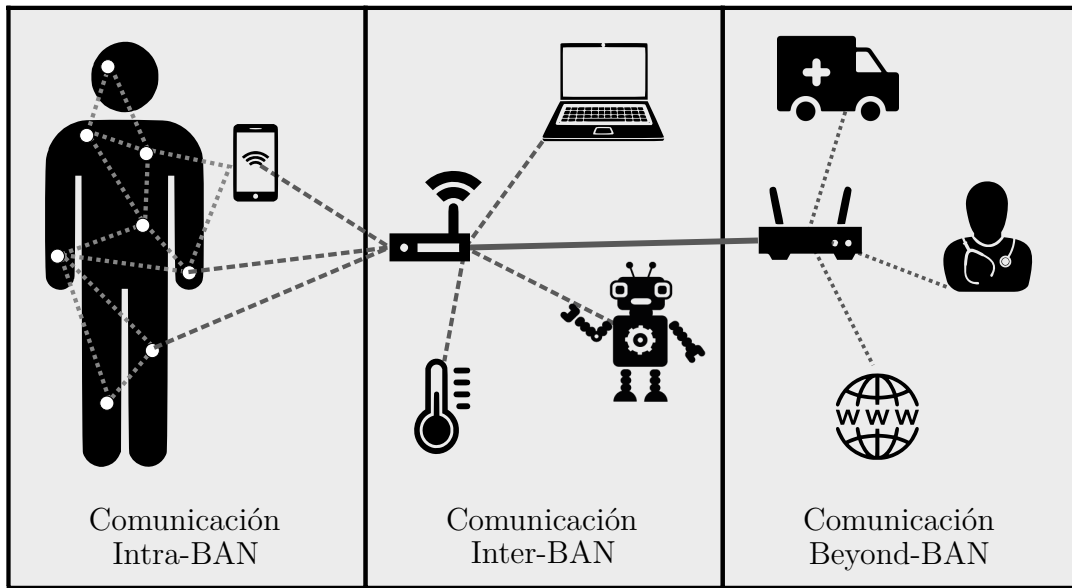 WWW
Comunicación
Intra-BAN
Comunicación
Inter-BAN
Comunicación
Beyond-BAN